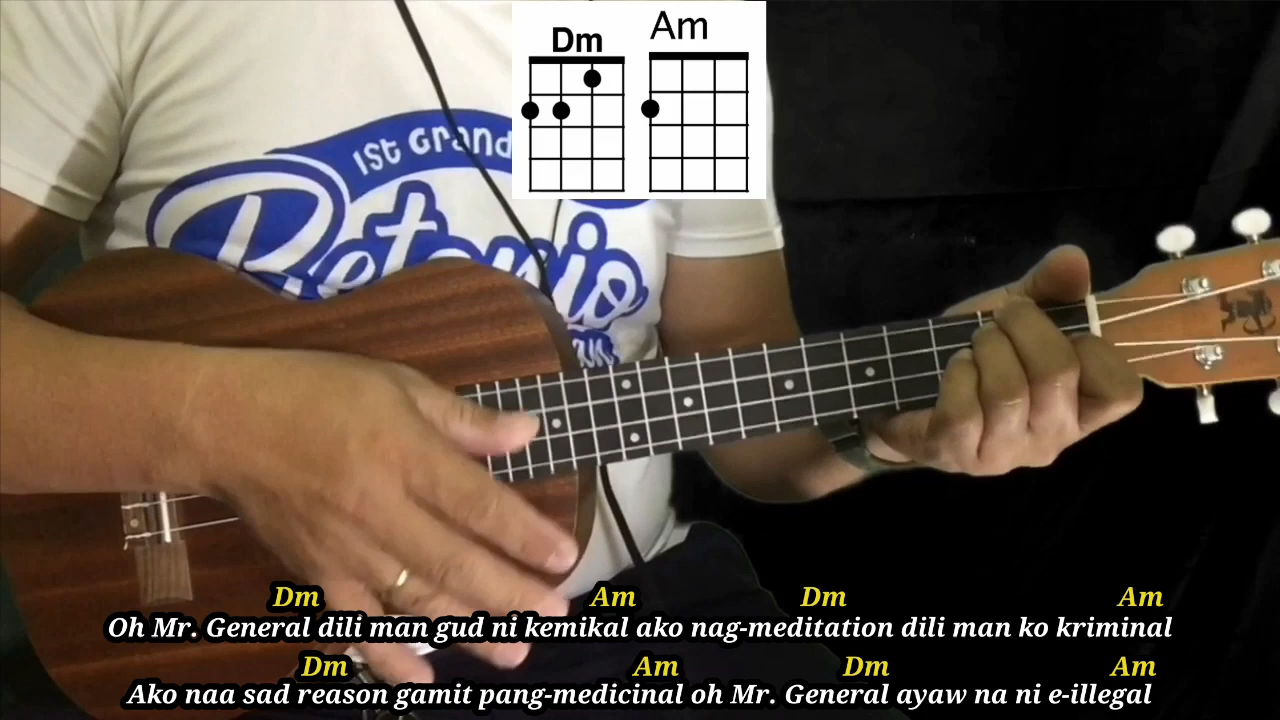 Dm Am
1st Grand
Dm Am Dm Am
Oh Mr. General dili man gud ni kemikal ako nag-meditation dili man ko kriminal
Dm Am Dm Am
Ako naa sad reason gamit pang-medicinal oh Mr. General ayaw na ni e-illegal